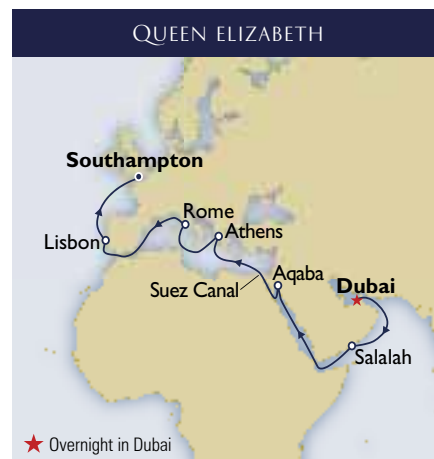 QUEEN ELIZABETH
Southampton
Rome
Lisbon
Athens
Suez Canal
Aqaba
Dubai
Salalah
Overnight in Dubai